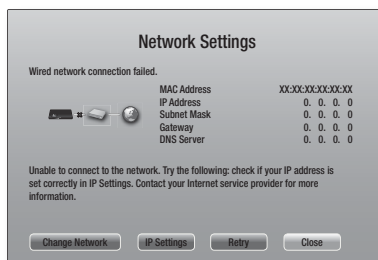 Network Settings
Wired network connection failed.
MAC Address XX:XX:XX:XX:XX:XX
IP Address 0. 0. 0. 0
Subnet Mask 0. 0. 0. 0
Gateway 0. 0. 0. 0
DNS Server 0. 0. 0. 0
Unable to connect to the network. Try the following: check if your IP address is
set correctly in IP Settings. Contact your Internet service provider for more
information.
Change Network IP Settings Retry Close